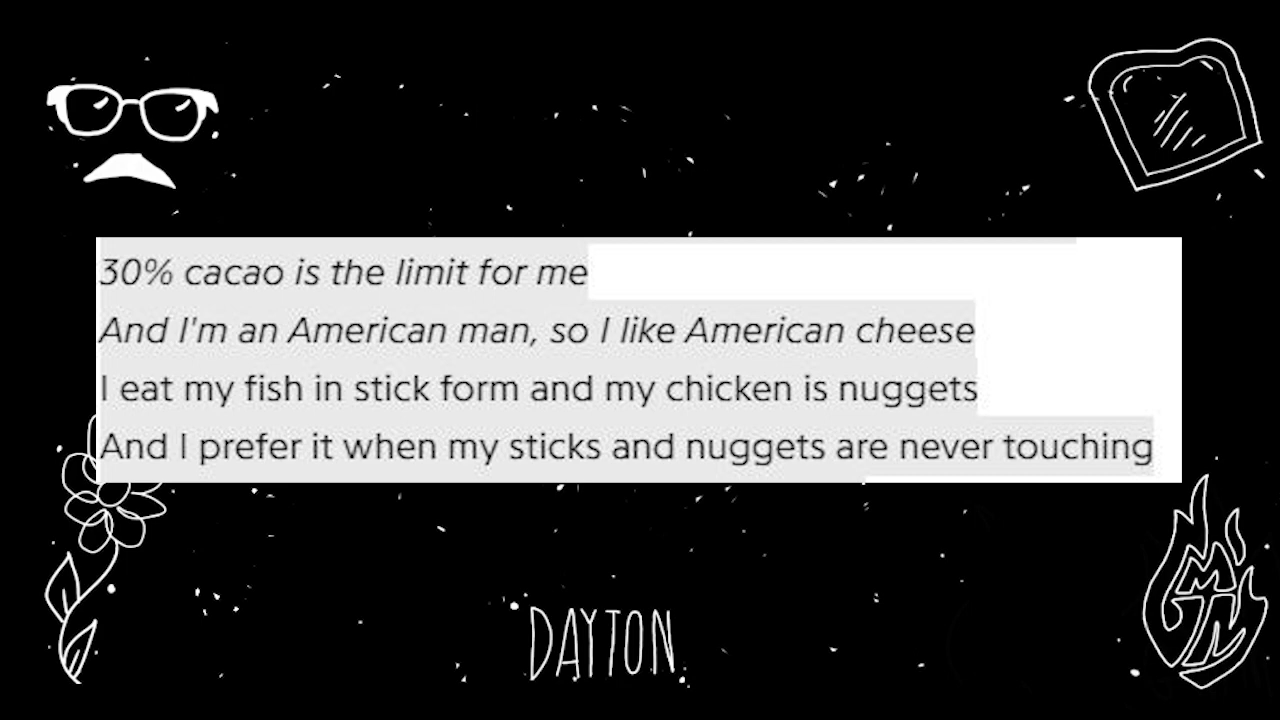 30% cacao is the limit for me
And I'm an American man, so I like American cheese
I eat my fish in stick form and my chicken is nuggets
And I prefer it when my sticks and nuggets are never touching
DAYTON
MTN